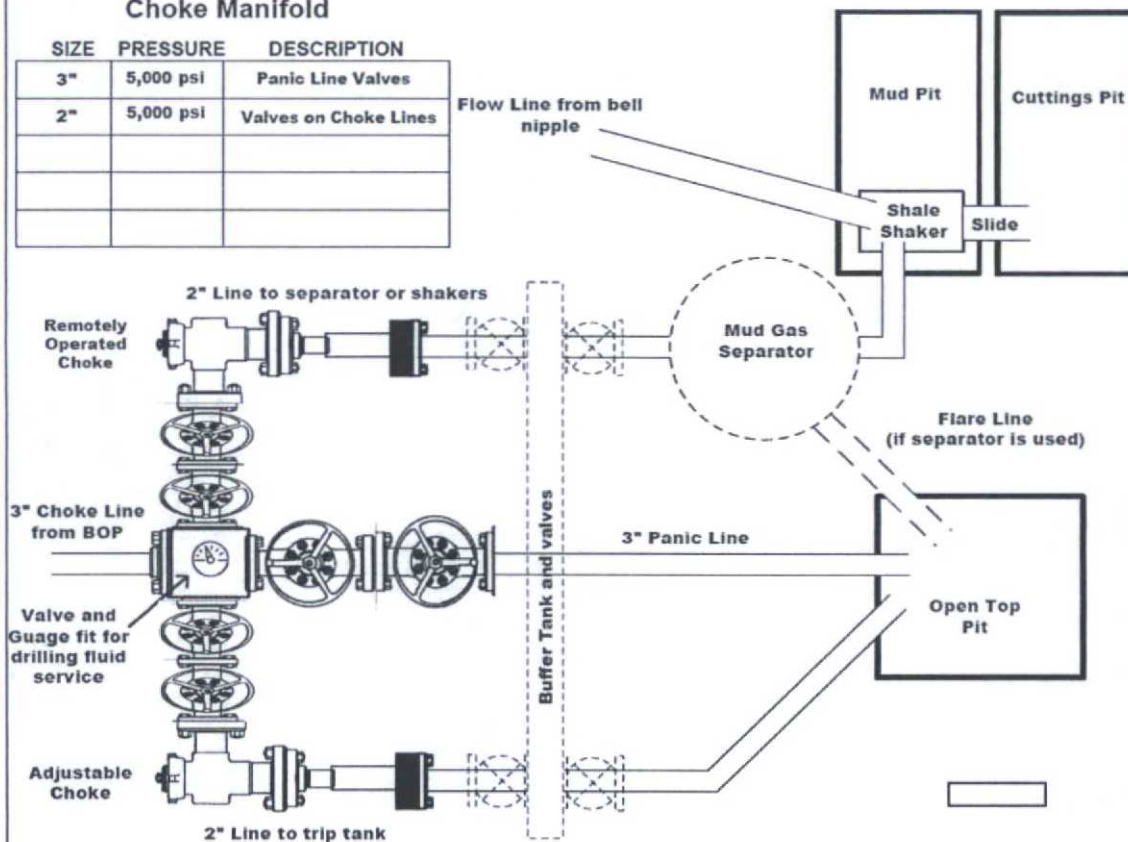 Choke Manifold
SIZE PRESSURE DESCRIPTION
3" 5,000 psi Panic Line Valves
2" 5,000 psi Valves on Choke Lines
Flow Line from bell
nipple
Mud Pit
Cuttings Pit
Shale
Shaker
Slide
2" Line to separator or shakers
Remotely
Operated
Choke
Mud Gas
Separator
Flare Line
(if separator is used)
3" Choke Line
from BOP
3" Panic Line
Buffer Tank and valves
Open Top
Pit
Valve and
Guage fit for
drilling fluid
service
Adjustable
Choke
2" Line to trip tank